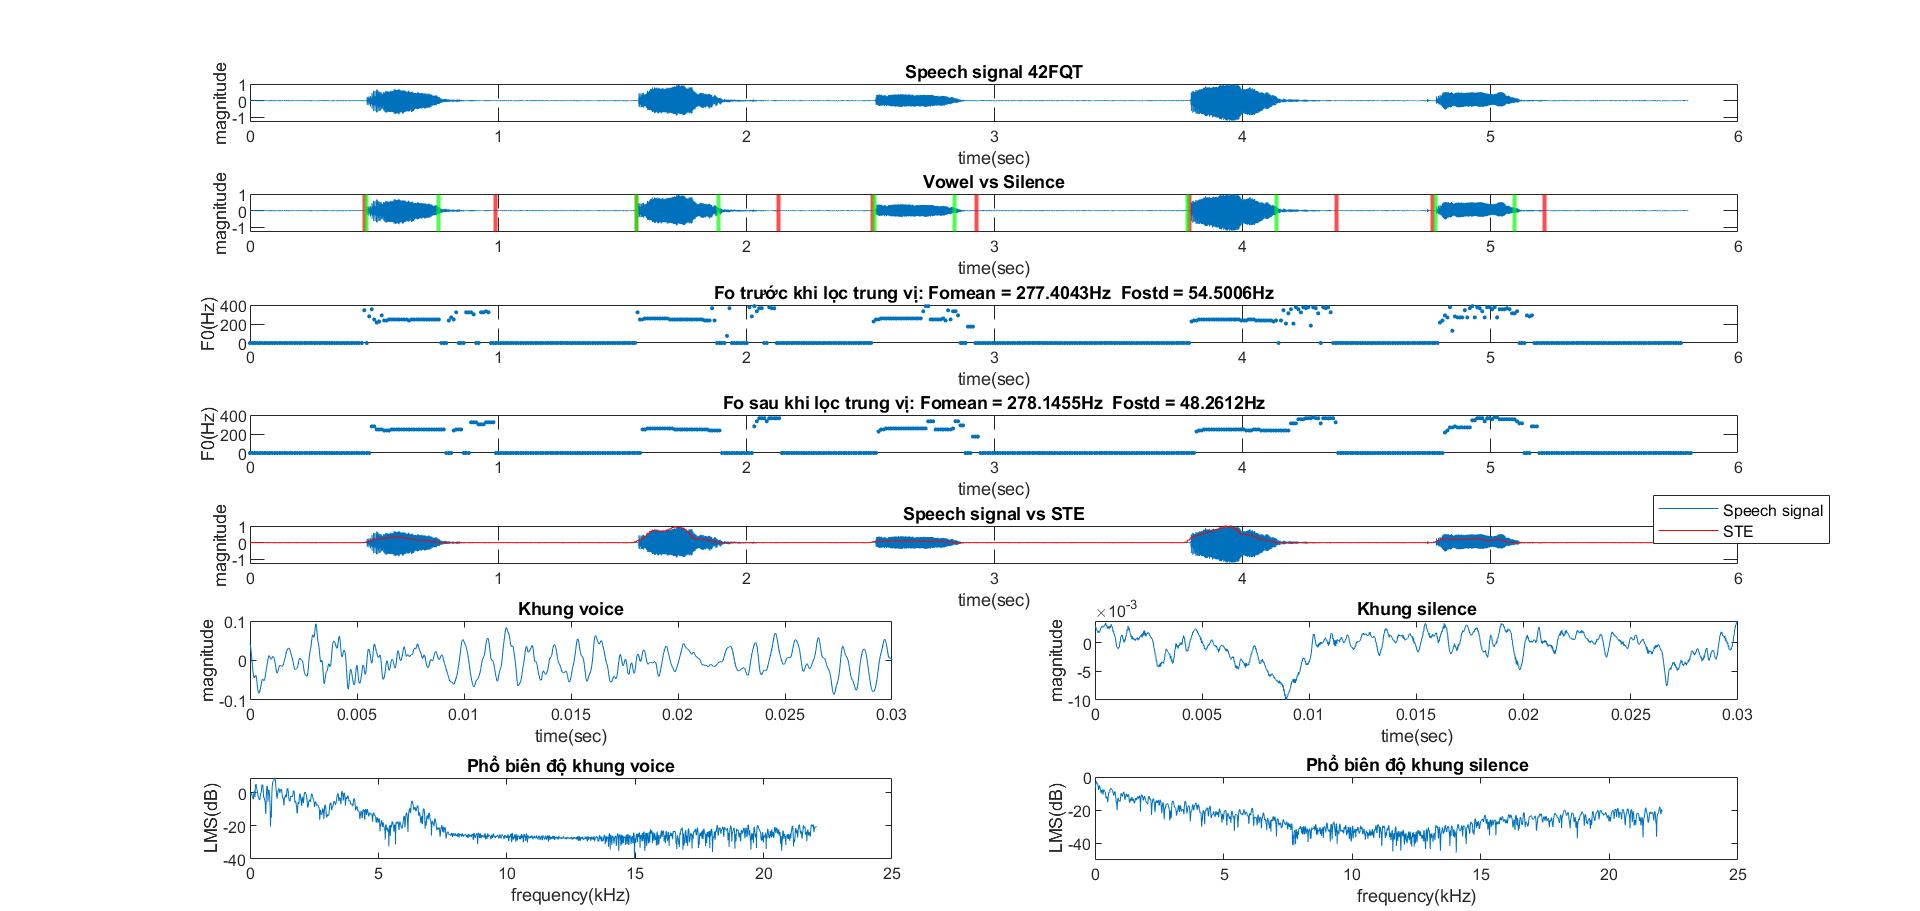 Speech signal 42FQT
magnitude
1
0
-1
0 1 2 3 4 5 6
time(sec)
Vowel vs Silence
magnitude
1
0
-1
0 1 2 3 4 5 6
time(sec)
Fo trước khi lọc trung vị: Fomean = 277.4043Hz Fostd = 54.5006Hz
F0(Hz)
400
200
0
0 1 2 3 4 5 6
time(sec)
Fo sau khi lọc trung vị: Fomean = 278.1455Hz Fostd = 48.2612Hz
F0(Hz)
400
200
0
0 1 2 3 4 5 6
time(sec)
Speech signal vs STE
magnitude
1
0
-1
0 1 2 3 4 5 6
time(sec)
Speech signal
STE
Khung voice
magnitude
0.1
0
-0.1
0 0.005 0.01 0.015 0.02 0.025 0.03
time(sec)
Khung silence
×10-3
magnitude
0
-5
-10
0 0.005 0.01 0.015 0.02 0.025 0.03
time(sec)
Phổ biên độ khung voice
LMS(dB)
0
-20
-40
0 5 10 15 20 25
frequency(kHz)
Phổ biên độ khung silence
LMS(dB)
0
-20
-40
0 5 10 15 20 25
frequency(kHz)